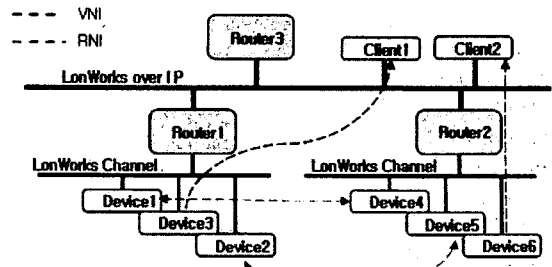 VNI
RNI
Router3
Client1
Client2
LonWorks over IP
Router1
Router2
LonWorks Channel
LonWorks Channel
Device1
Device4
Device3
Device5
Device2
Device6